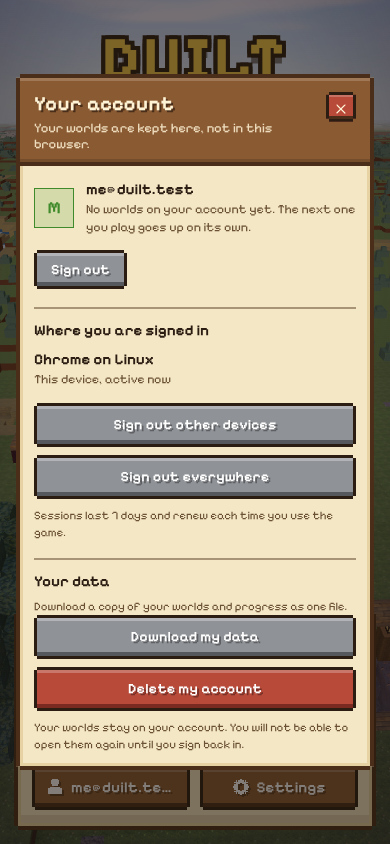 DUILT
Your account
Your worlds are kept here, not in this
browser.
M
me@duilt.test
No worlds on your account yet. The next one
you play goes up on its own.
Sign out
Where you are signed in
Chrome on Linux
This device, active now
Sign out other devices
Sign out everywhere
Sessions last 7 days and renew each time you use the
game.
Your data
Download a copy of your worlds and progress as one file.
Download my data
Delete my account
Your worlds stay on your account. You will not be able to
open them again until you sign back in.
me@duilt.te...
Settings